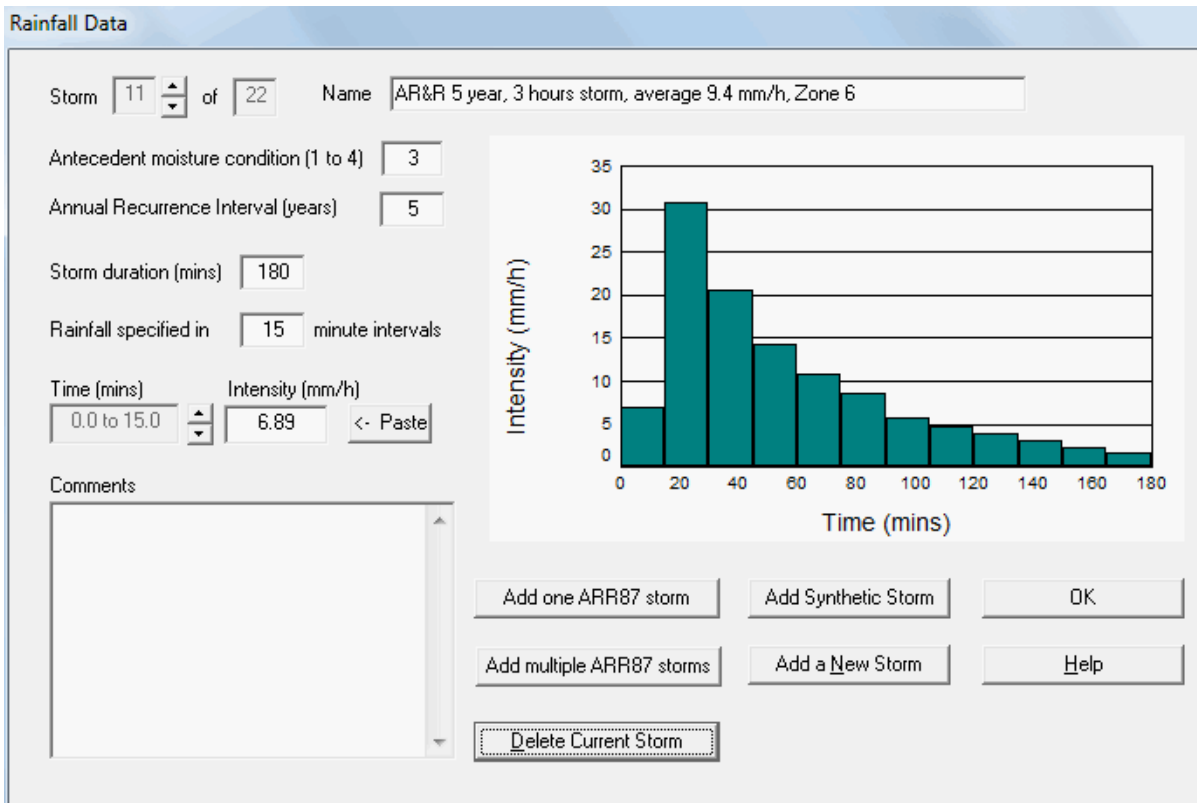 Rainfall Data
Storm 11 of 22 Name AR&R 5 year, 3 hours storm, average 9.4 mm/h, Zone 6
Antecedent moisture condition (1 to 4) 3
Annual Recurrence Interval (years) 5
Storm duration (mins) 180
Rainfall specified in 15 minute intervals
Time (mins) Intensity (mm/h)
0.0 to 15.0 6.89 <- Paste
Comments
Intensity (mm/h)
35
30
25
20
15
10
5
0
0 20 40 60 80 100 120 140 160 180
Time (mins)
Add one ARR87 storm Add Synthetic Storm OK
Add multiple ARR87 storms Add a New Storm Help
Delete Current Storm